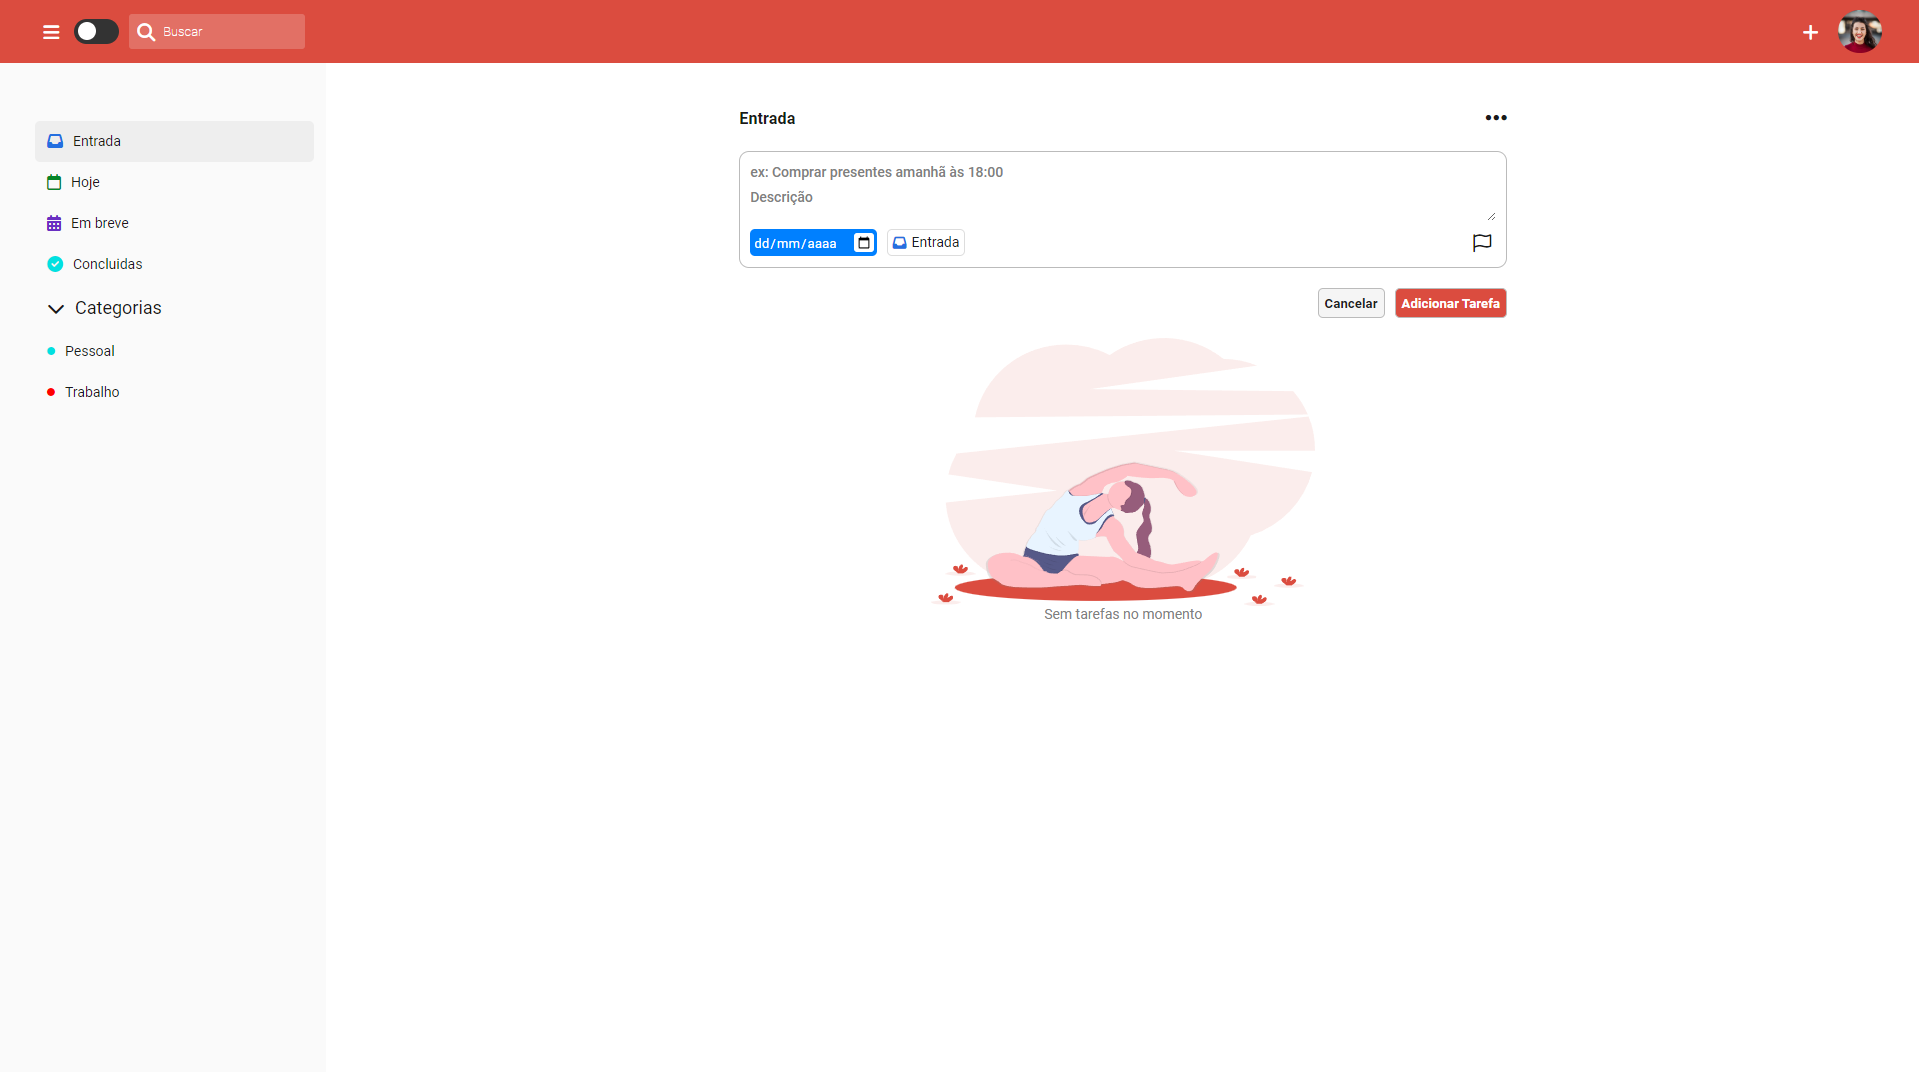 Buscar
Entrada
Hoje
Em breve
Concluidas
Categorias
Pessoal
Trabalho
Entrada
ex: Comprar presentes amanhã às 18:00
Descrição
dd/mm/aaaa
Entrada
Cancelar
Adicionar Tarefa
Sem tarefas no momento